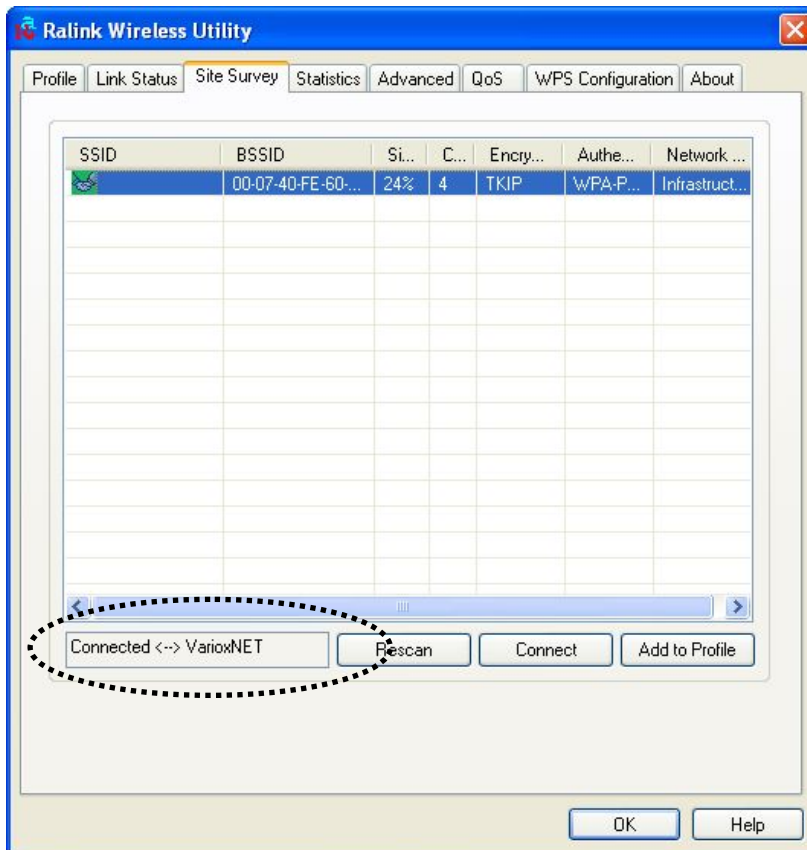 Ralink Wireless Utility
Profile Link Status Site Survey Statistics Advanced QoS WPS Configuration About
SSID BSSID Si... C... Encry... Authe... Network ...
00-07-40-FE-60-... 24% 4 TKIP WPA-P... Infrastruct...
Connected <--> VarioxNET Rescan Connect Add to Profile
OK Help